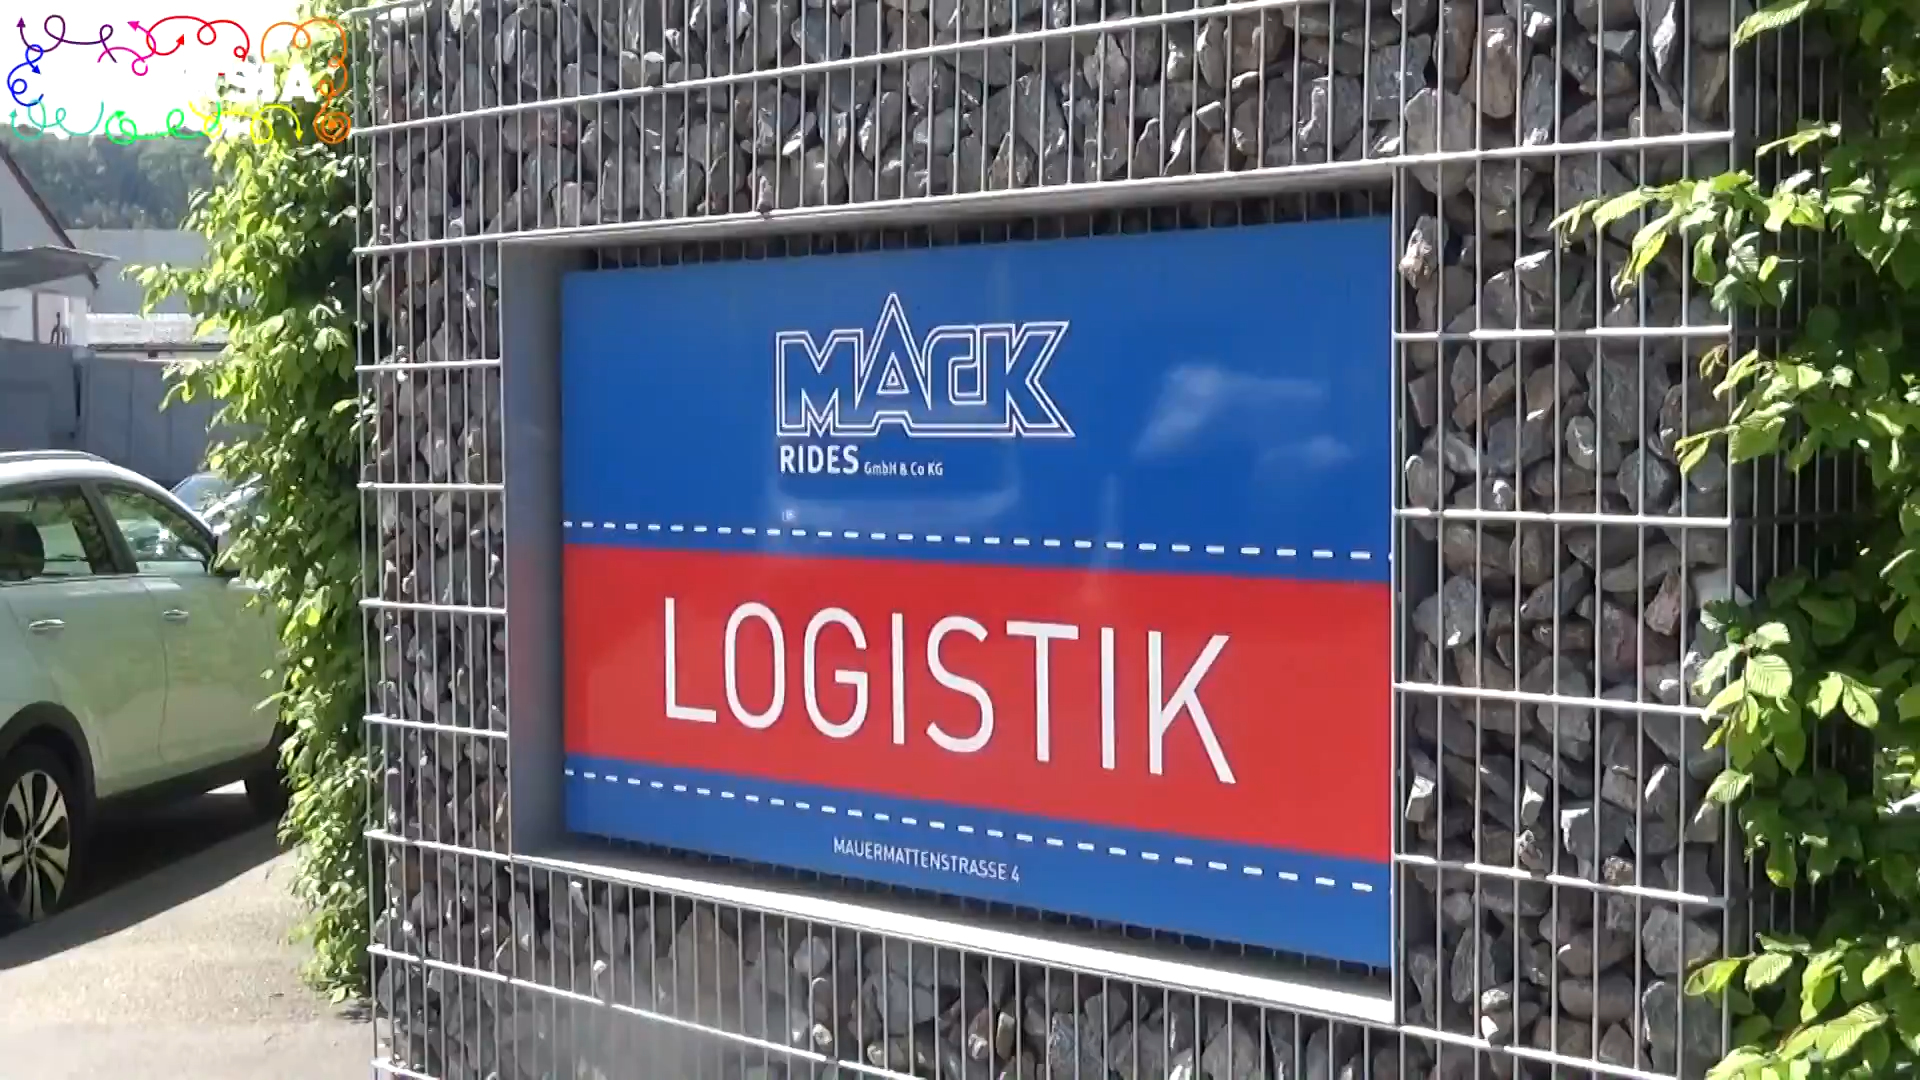 MACK
RIDES GmbH & Co KG
LOGISTIK
MAUERMATTENSTRASSE 4